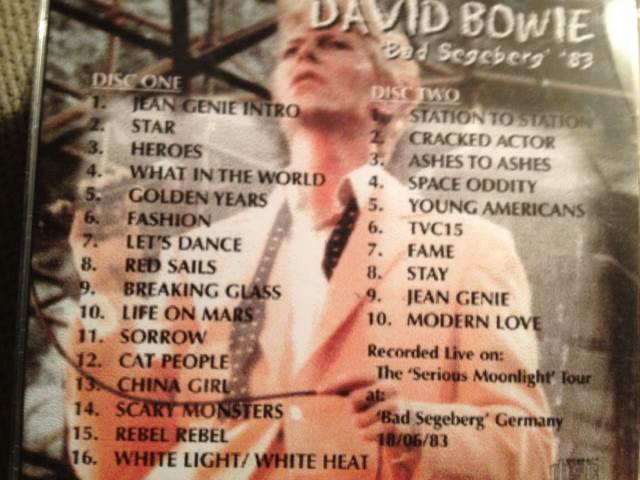 DAVID BOWIE
'Bad Segeberg' '83
DISC ONE
1. JEAN GENIE INTRO
2. STAR
3. HEROES
4. WHAT IN THE WORLD
5. GOLDEN YEARS
6. FASHION
7. LET'S DANCE
8. RED SAILS
9. BREAKING GLASS
10. LIFE ON MARS
11. SORROW
12. CAT PEOPLE
13. CHINA GIRL
14. SCARY MONSTERS
15. REBEL REBEL
16. WHITE LIGHT/ WHITE HEAT
DISC TWO
1. STATION TO STATION
2. CRACKED ACTOR
3. ASHES TO ASHES
4. SPACE ODDITY
5. YOUNG AMERICANS
6. TVC15
7. FAME
8. STAY
9. JEAN GENIE
10. MODERN LOVE
Recorded Live on:
The 'Serious Moonlight' Tour
at:
'Bad Segeberg' Germany
18/06/83